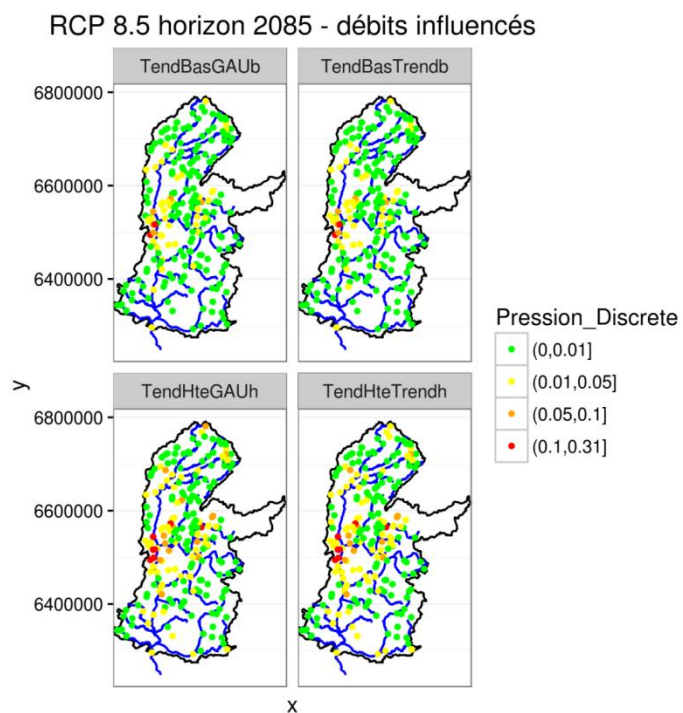 RCP 8.5 horizon 2085 - débits influencés
TendBasGAUb
TendBasTrendb
6800000
6600000
6400000
TendHteGAUh
TendHteTrendh
6800000
6600000
6400000
y
x
Pression_Discrete
(0,0.01]
(0.01,0.05]
(0.05,0.1]
(0.1,0.31]